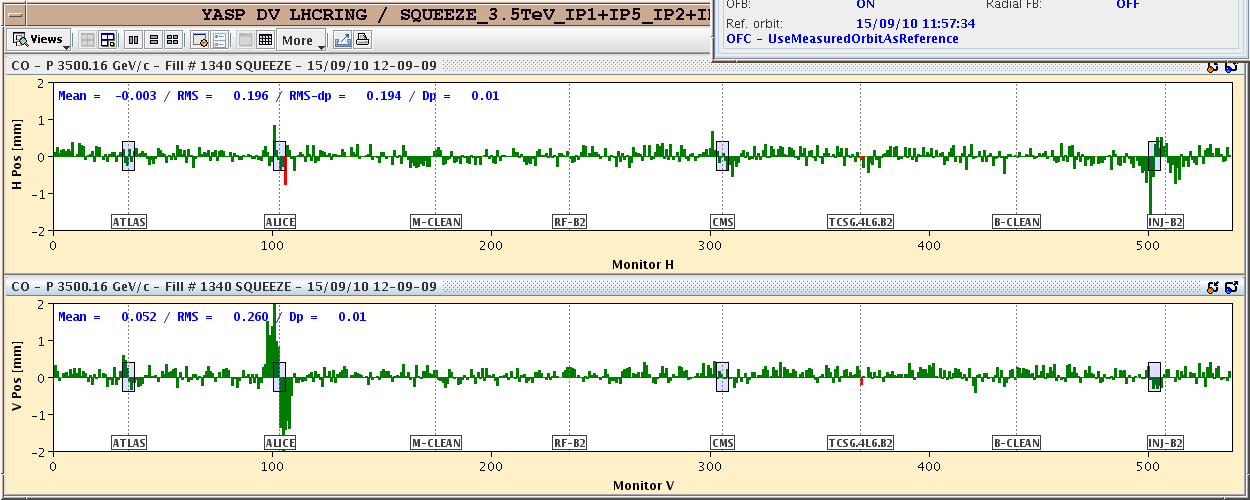 YASP DV LHCRING / SQUEEZE_3.5TeV_IP1+IP5_IP2+I
OFB: ON Radial FB: OFF
Ref. orbit: 15/09/10 11:57:34
OFC - UseMeasuredOrbitAsReference
Views More
CO - P 3500.16 GeV/c - Fill # 1340 SQUEEZE - 15/09/10 12-09-09
Mean = -0.003 / RMS = 0.196 / RMS-dp = 0.194 / Dp = 0.01
H Pos [mm]
2
1
0
-1
-2
ATLAS ALICE M-CLEAN RF-B2 CMS TCSG.4L6.B2 B-CLEAN INJ-B2
0 100 200 300 400 500
Monitor H
CO - P 3500.16 GeV/c - Fill # 1340 SQUEEZE - 15/09/10 12-09-09
Mean = 0.052 / RMS = 0.260 / Dp = 0.01
V Pos [mm]
2
1
0
-1
-2
ATLAS ALICE M-CLEAN RF-B2 CMS TCSG.4L6.B2 B-CLEAN INJ-B2
0 100 200 300 400 500
Monitor V